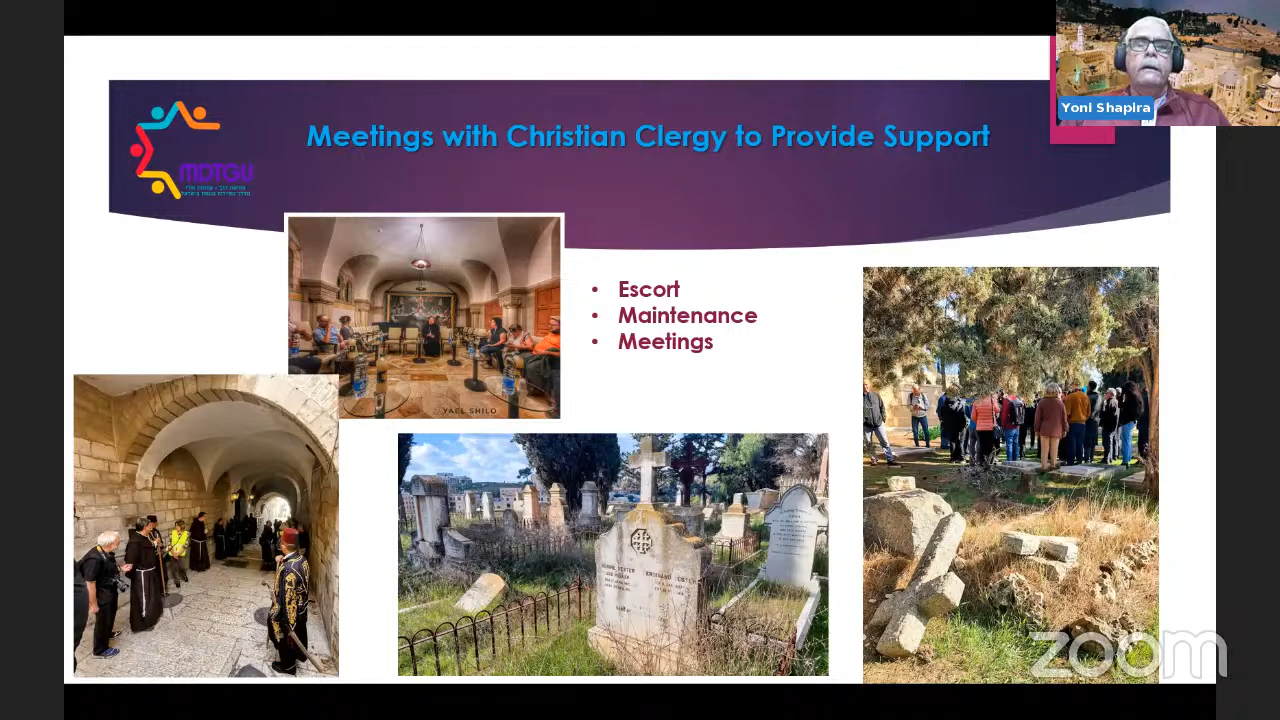 Yoni Shapira
Meetings with Christian Clergy to Provide Support
MDTGU
• Escort
• Maintenance
• Meetings
YAEL SHILO
zoom